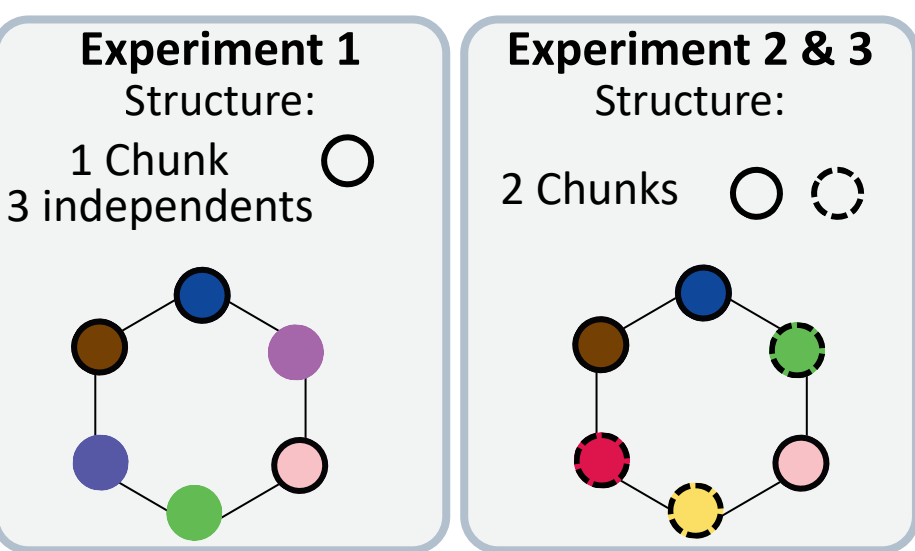 Experiment 1
Structure:
1 Chunk
3 independents
Experiment 2 & 3
Structure:
2 Chunks